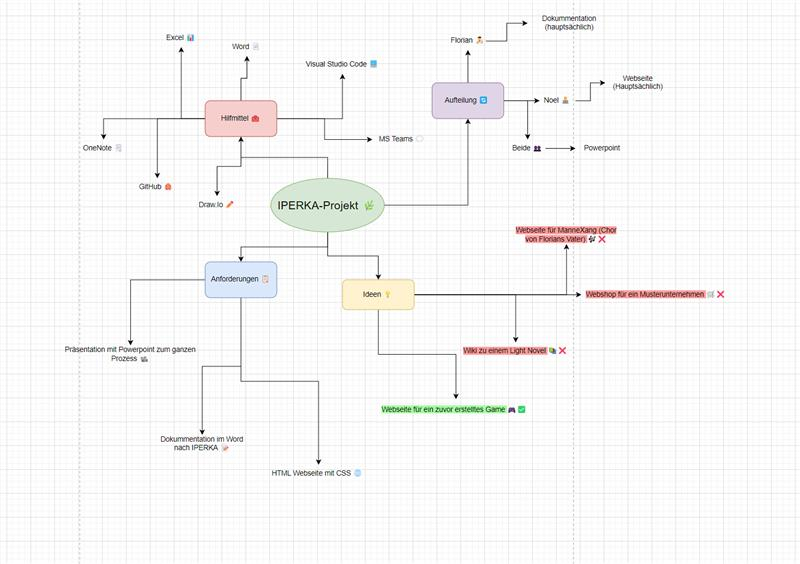 Dokummentation
(hauptsächlich)
Excel
Florian
Word
Visual Studio Code
Webseite
(Hauptsächlich)
Aufteilung
Noel
Hilfmittel
MS Teams
OneNote
Beide
Powerpoint
GitHub
Draw.Io
IPERKA-Projekt
Webseite für ManneXang (Chor
von Florians Vater)
Anforderungen
Ideen
Webshop für ein Musterunternehmen
Präsentation mit Powerpoint zum ganzen
Prozess
Wiki zu einem Light Novel
Webseite für ein zuvor erstelltes Game
Dokummentation im Word
nach IPERKA
HTML Webseite mit CSS